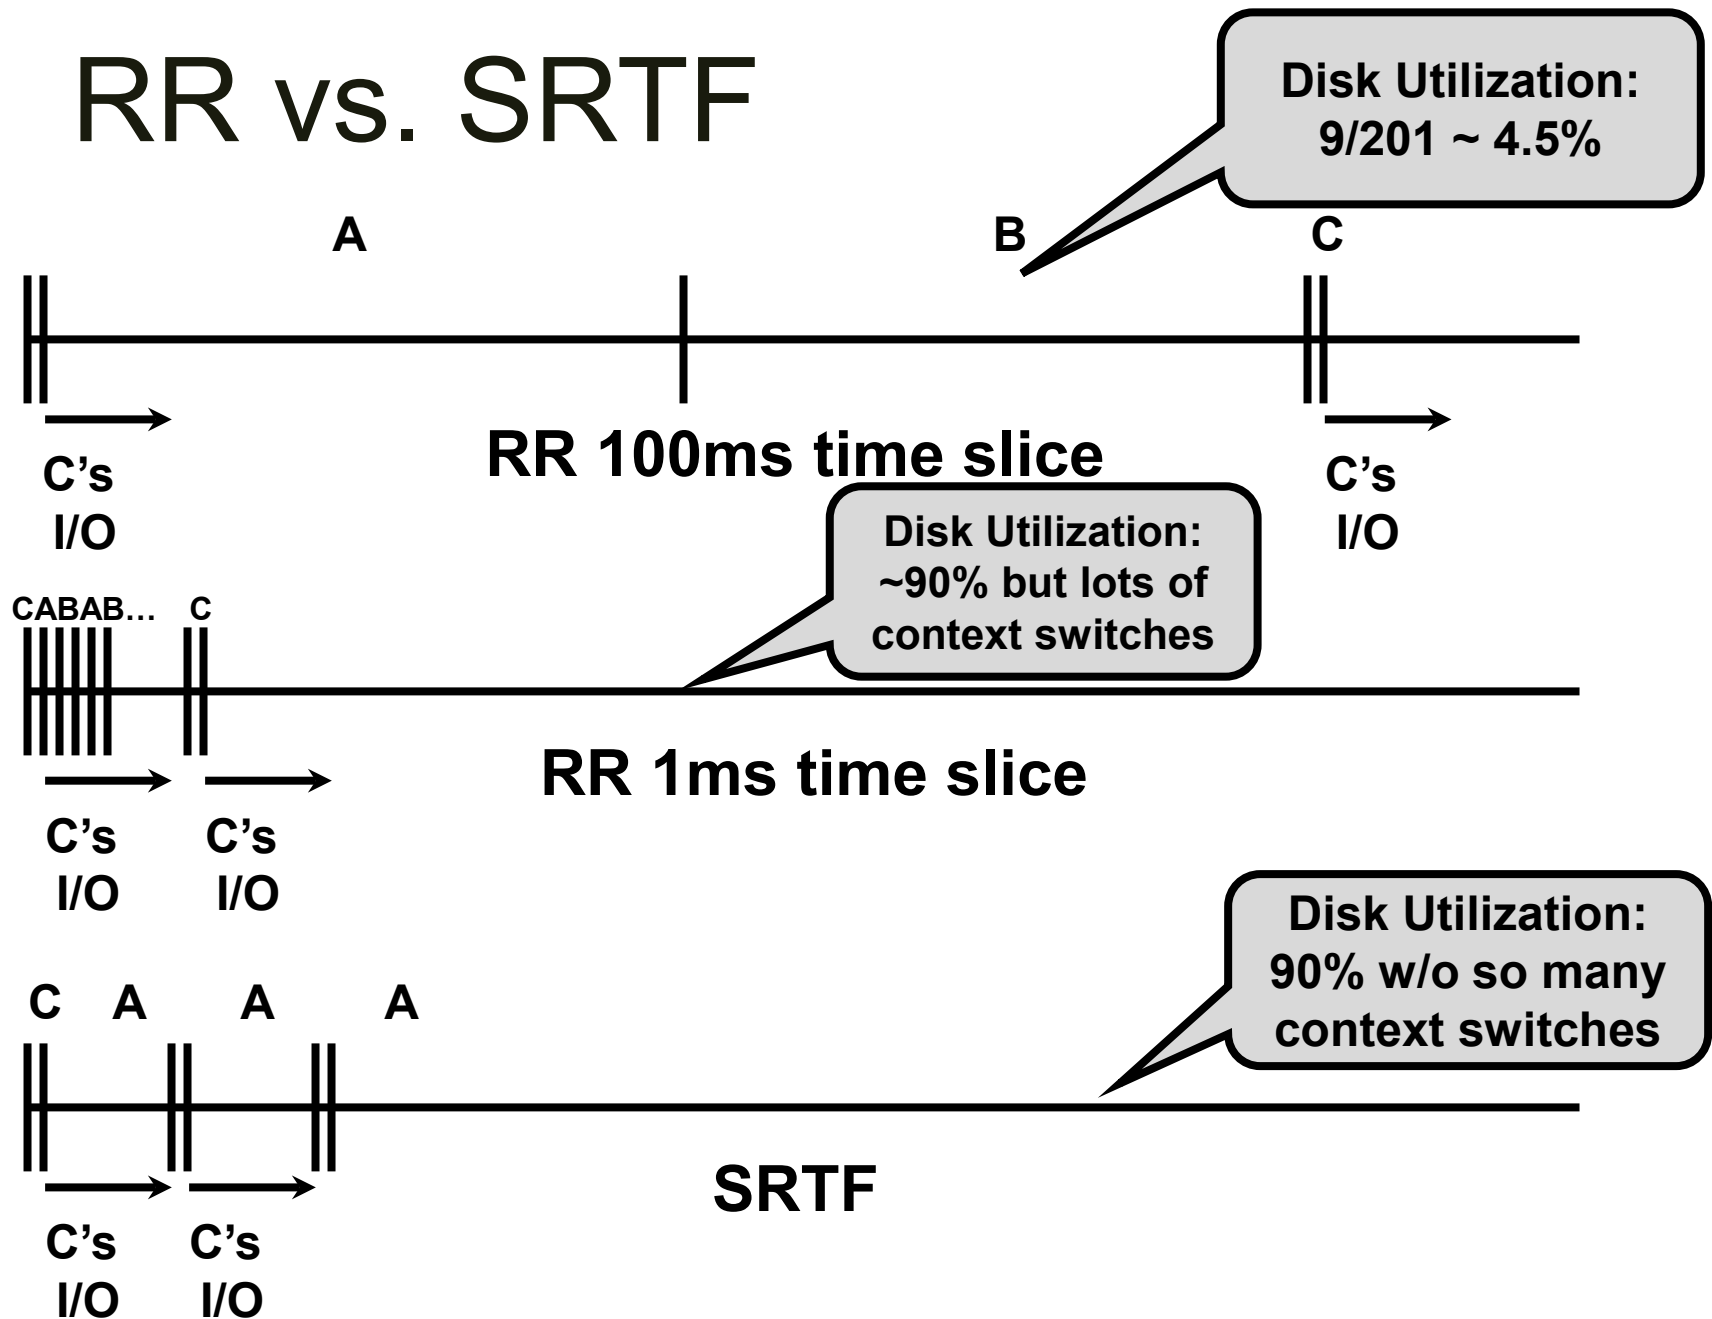 RR vs. SRTF
Disk Utilization:
9/201 ~ 4.5%
A
B
C
C’s
I/O
RR 100ms time slice
C’s
I/O
Disk Utilization:
~90% but lots of
context switches
CABAB…
C
RR 1ms time slice
C’s
I/O
C’s
I/O
Disk Utilization:
90% w/o so many
context switches
C
A
A
A
SRTF
C’s
I/O
C’s
I/O